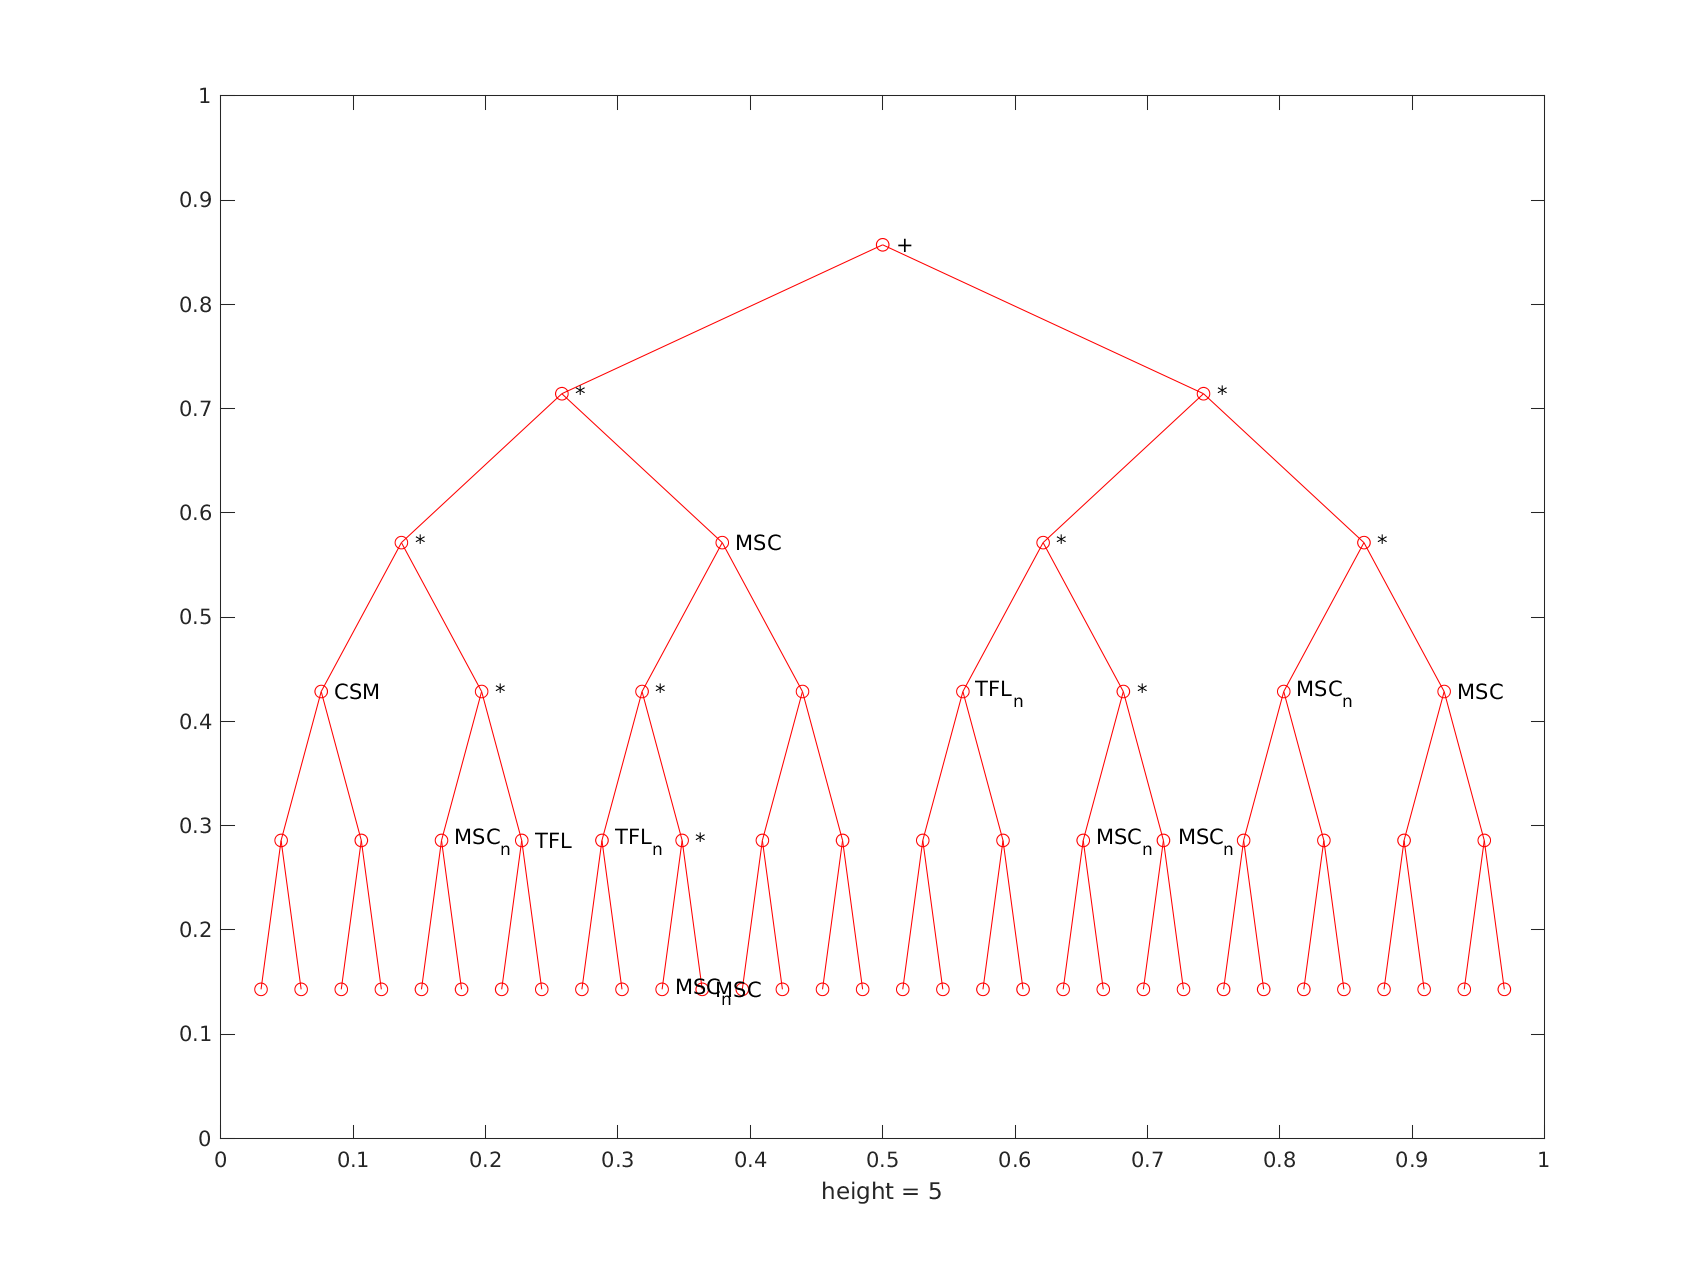 1
0.9
+
0.8
* *
0.7
0.6
* MSC * *
0.5
CSM * * TFLn * MSCn MSC
0.4
0.3
MSCn TFL TFLn * MSCn MSCn
0.2
MSCn MSC
0.1
0
0 0.1 0.2 0.3 0.4 0.5 0.6 0.7 0.8 0.9 1
height = 5